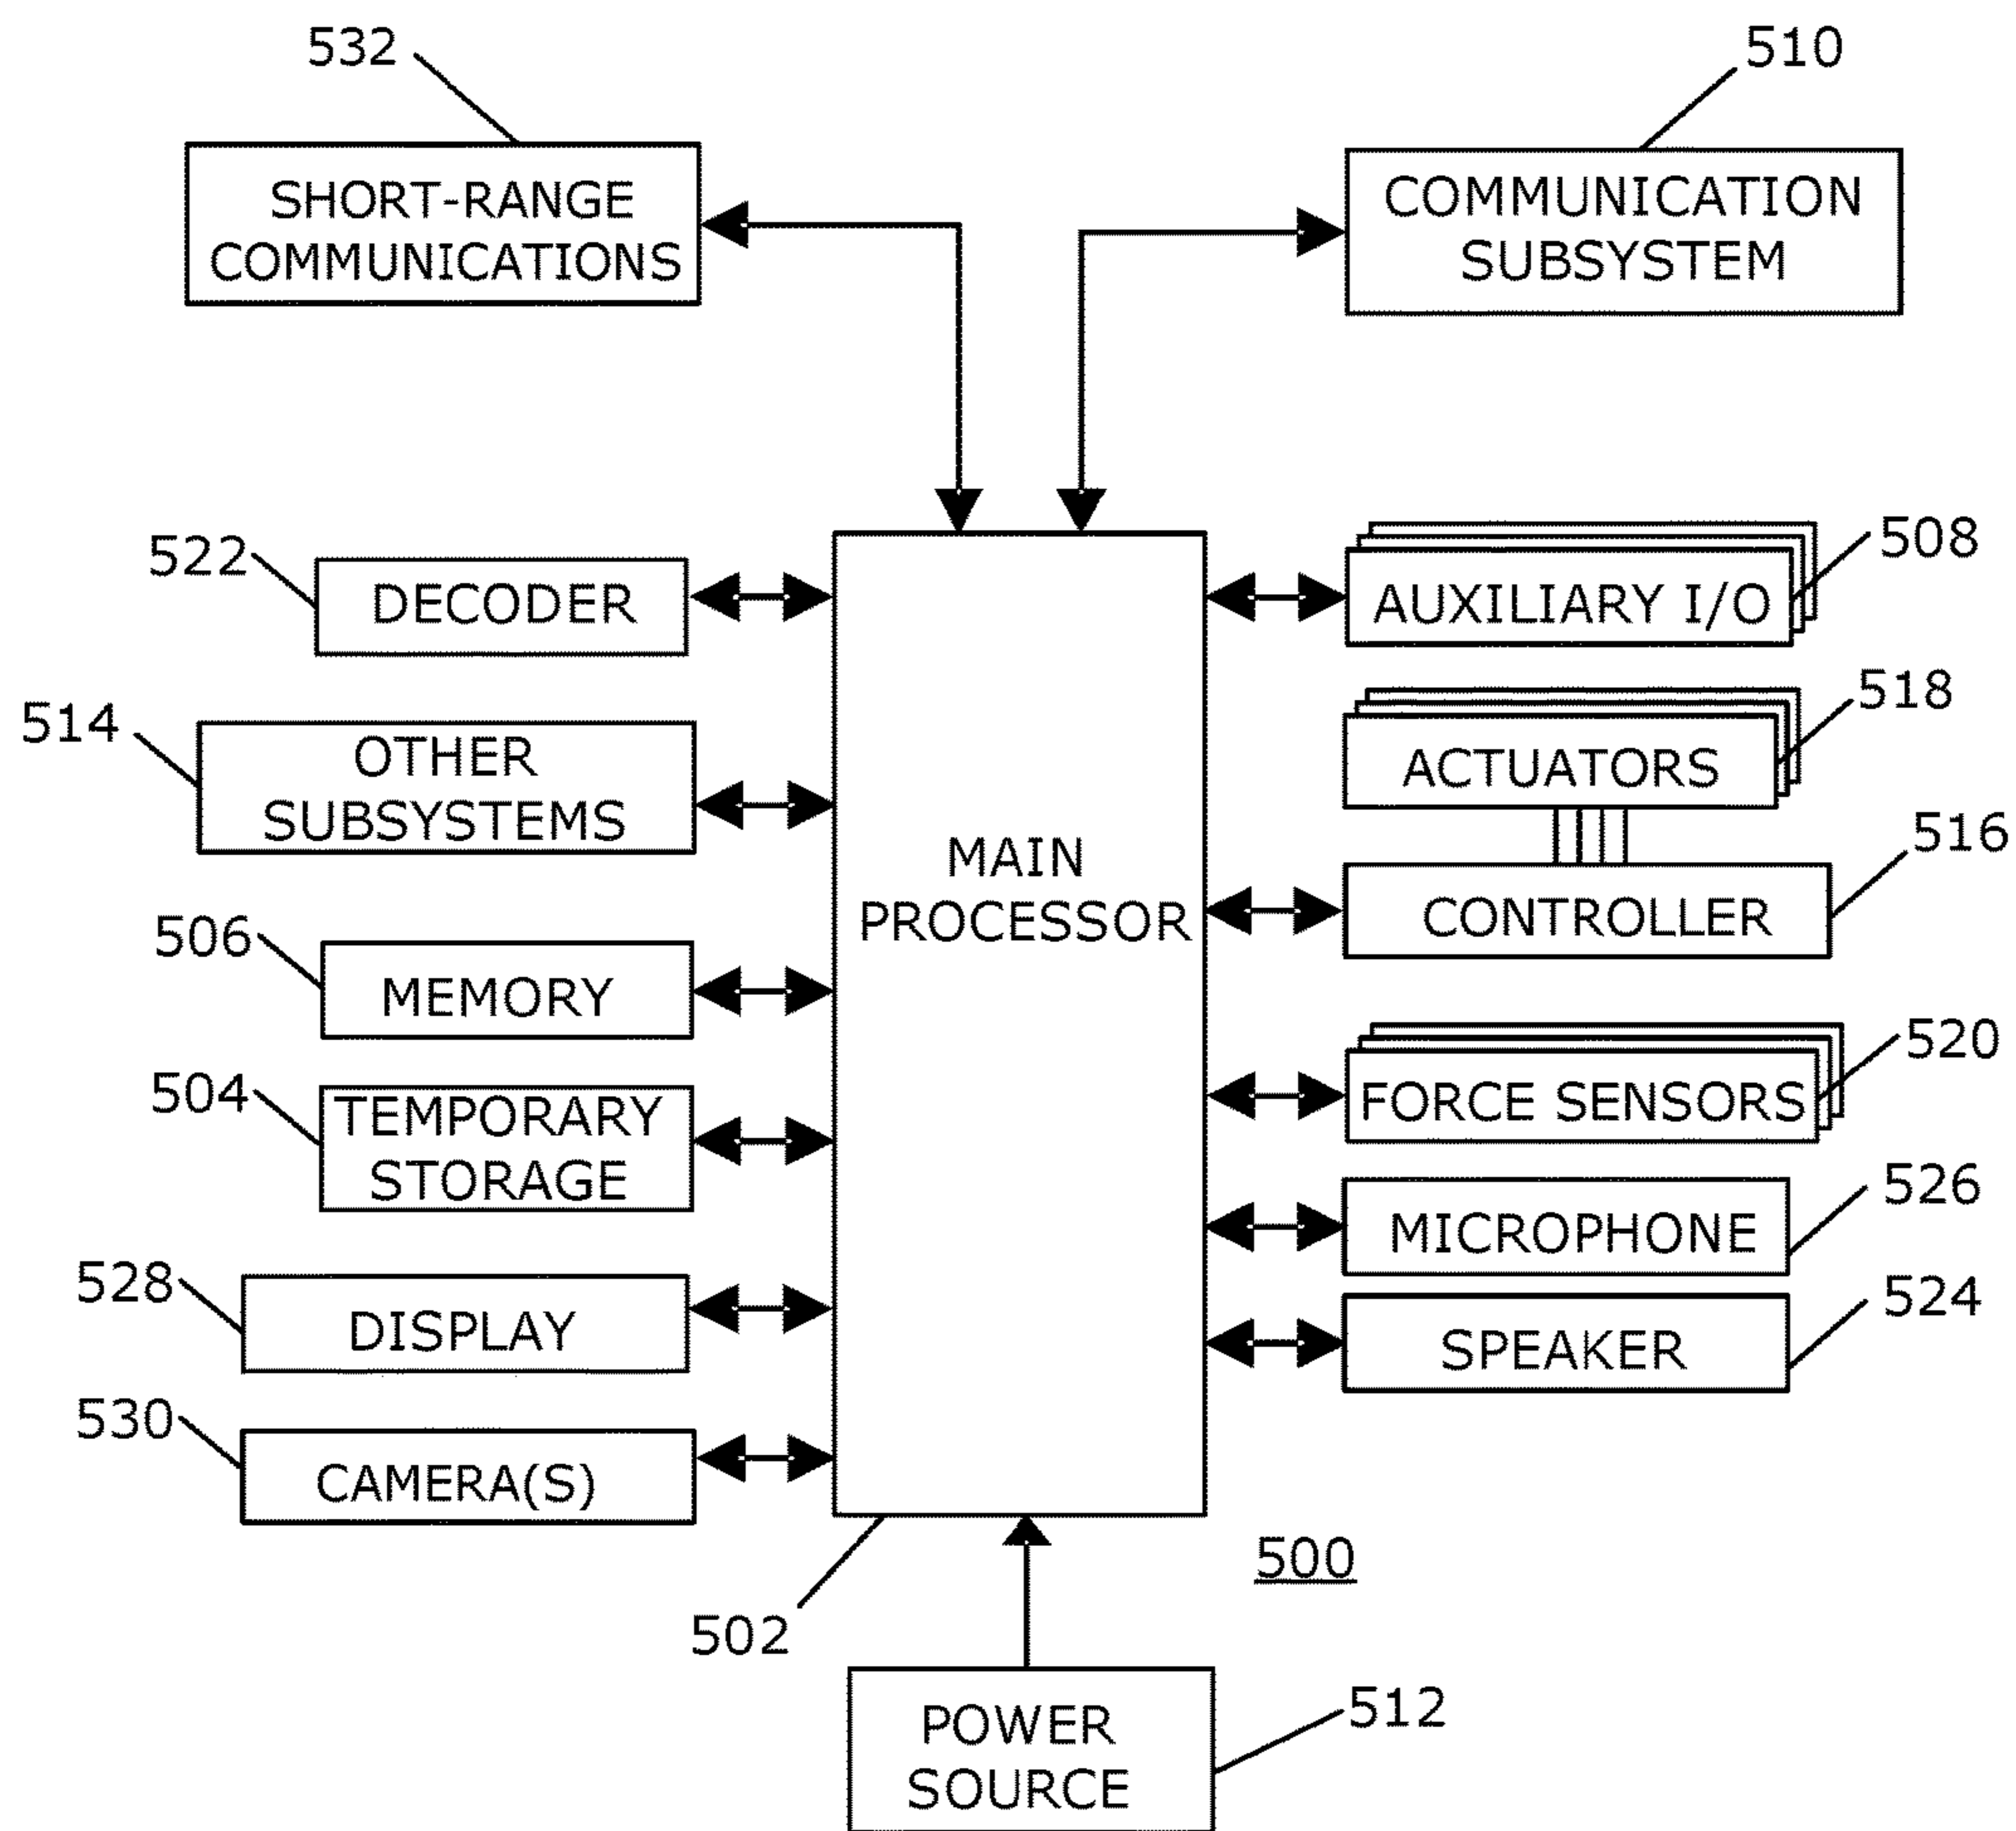 532
510
SHORT-RANGE
COMMUNICATIONS
COMMUNICATION
SUBSYSTEM
522
DECODER
508
AUXILIARY I/O
514
OTHER
SUBSYSTEMS
518
ACTUATORS
MAIN
PROCESSOR
516
CONTROLLER
506
MEMORY
520
FORCE SENSORS
504
TEMPORARY
STORAGE
526
MICROPHONE
528
DISPLAY
524
SPEAKER
530
CAMERA(S)
500
502
POWER
SOURCE
512